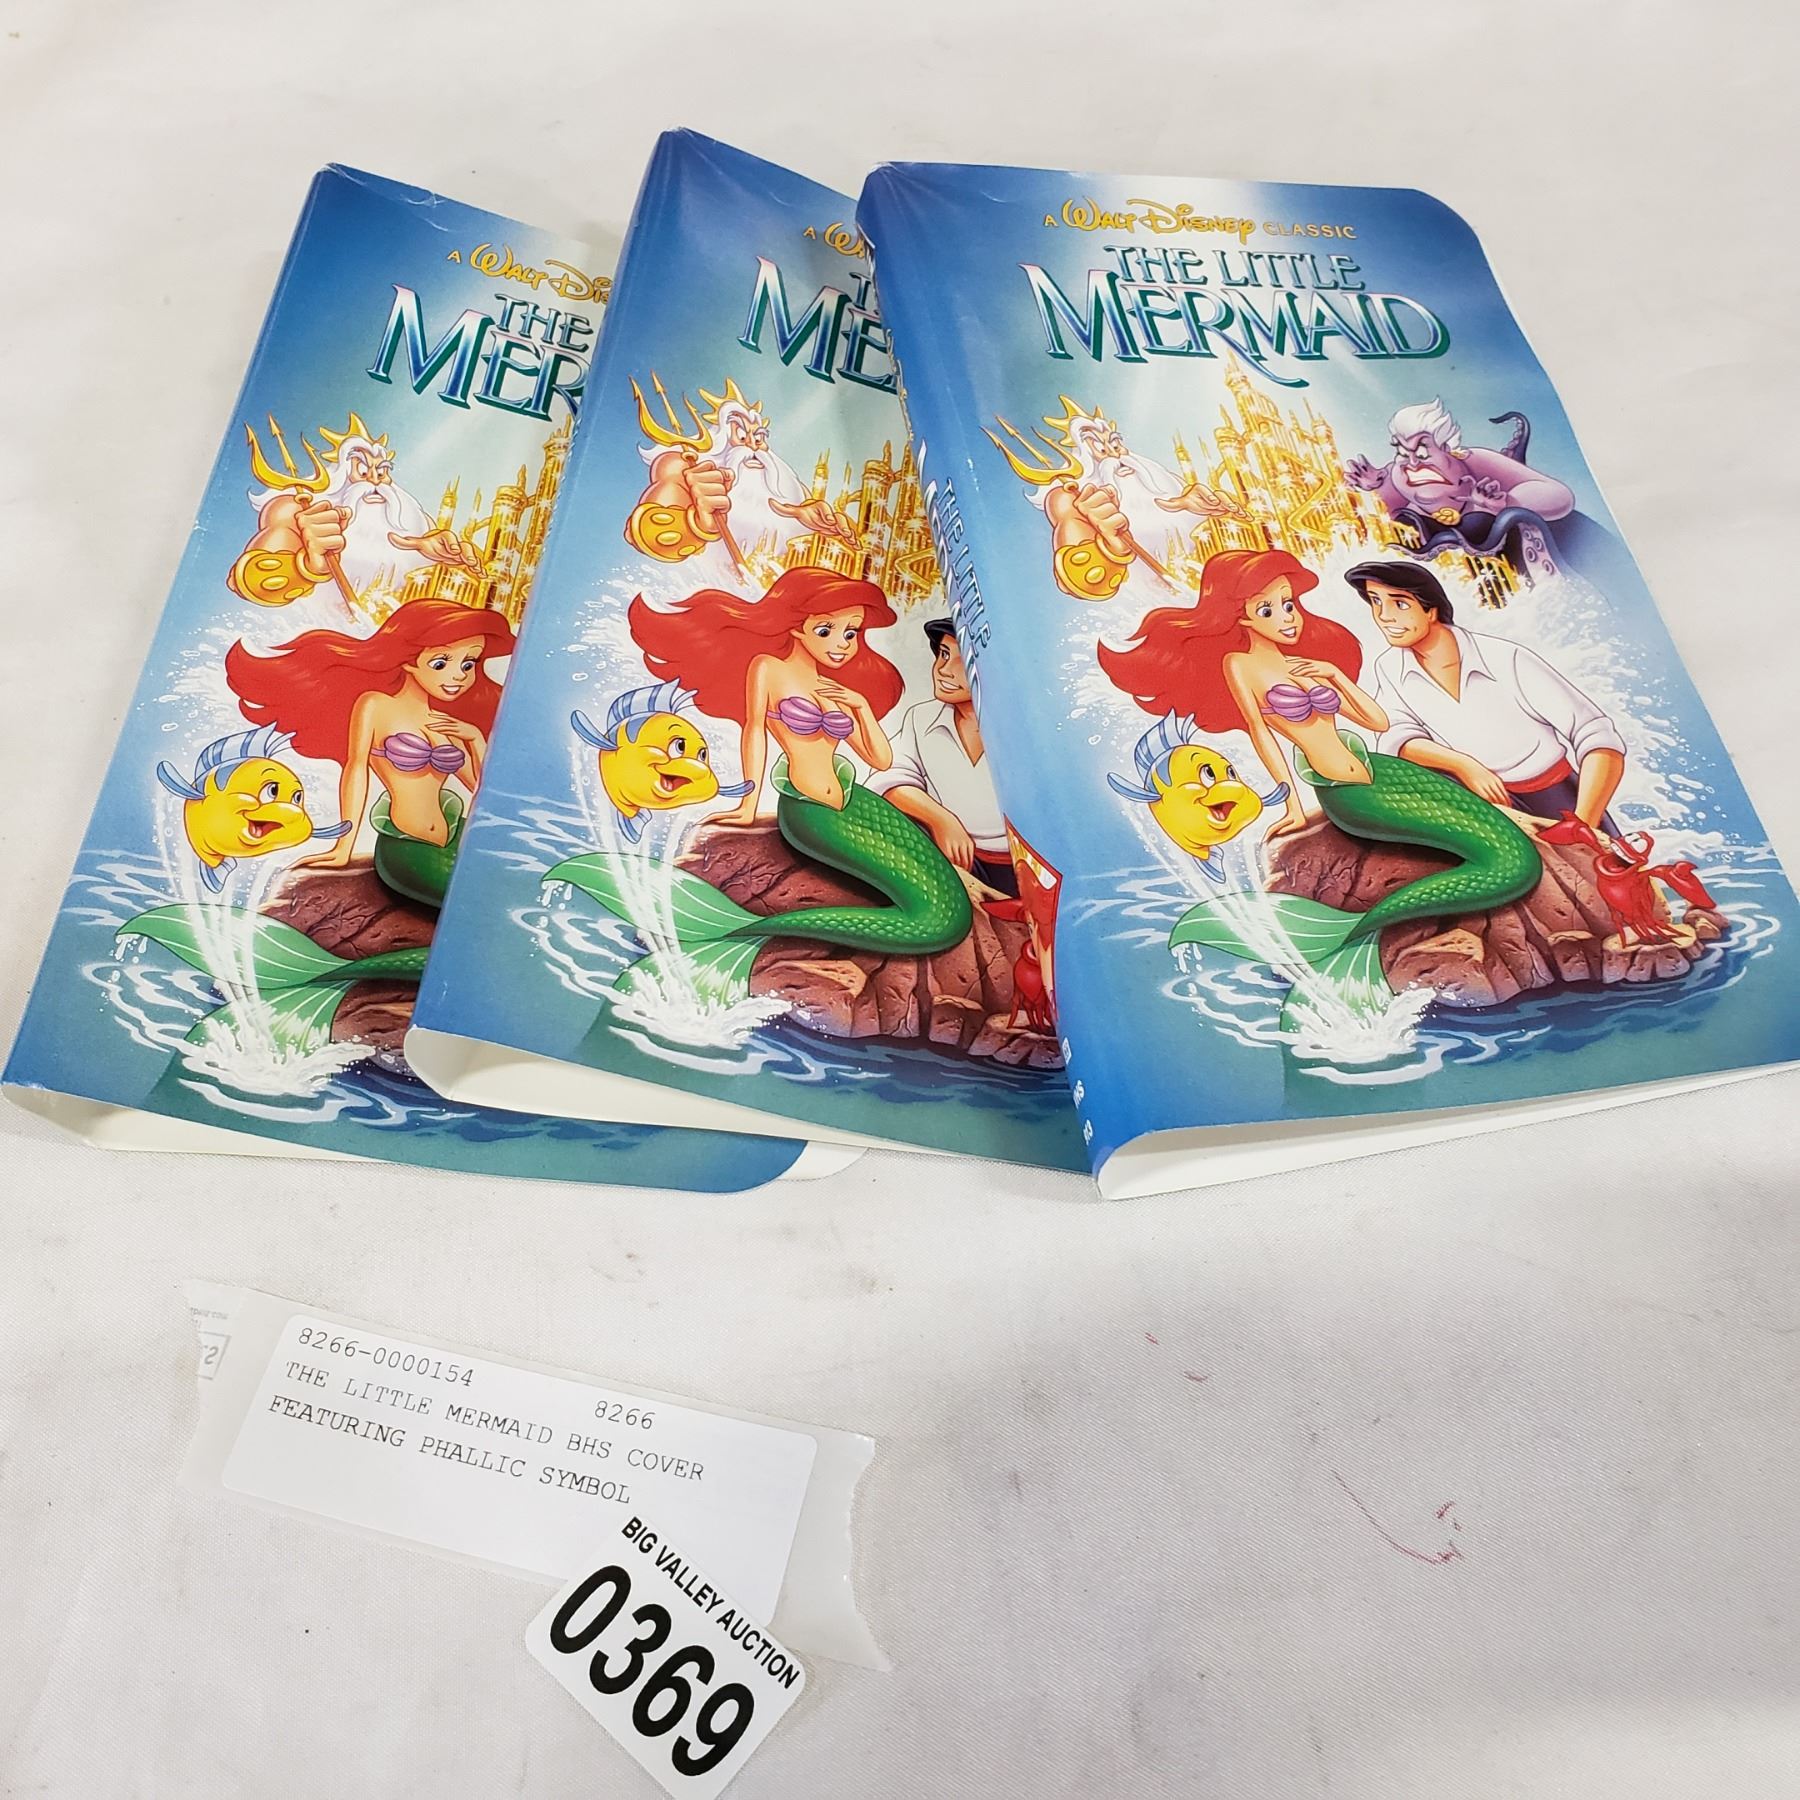 A WALT DIS
THE
MER
A WA
ME
A WALT DISNEY CLASSIC
THE LITTLE
MERMAID
THE LITTLE
8266-0000154
8266
THE LITTLE MERMAID BHS COVER
FEATURING PHALLIC SYMBOL
BIG VALLEY AUCTION
0369